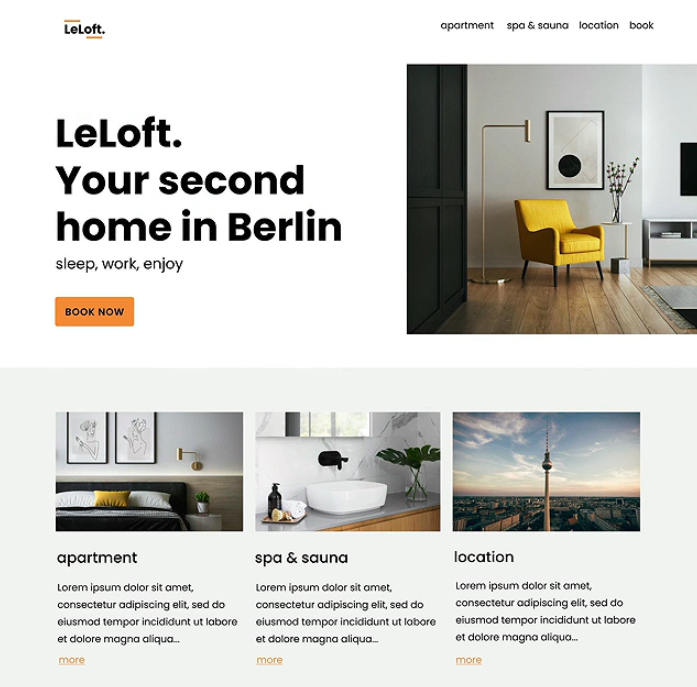 LeLoft.
apartment spa & sauna location book
LeLoft.
Your second
home in Berlin
sleep, work, enjoy
BOOK NOW
apartment
Lorem ipsum dolor sit amet,
consectetur adipiscing elit, sed do
eiusmod tempor incididunt ut labore
et dolore magna aliqua...
more
spa & sauna
Lorem ipsum dolor sit amet,
consectetur adipiscing elit, sed do
eiusmod tempor incididunt ut labore
et dolore magna aliqua...
more
location
Lorem ipsum dolor sit amet,
consectetur adipiscing elit, sed do
eiusmod tempor incididunt ut labore
et dolore magna aliqua...
more